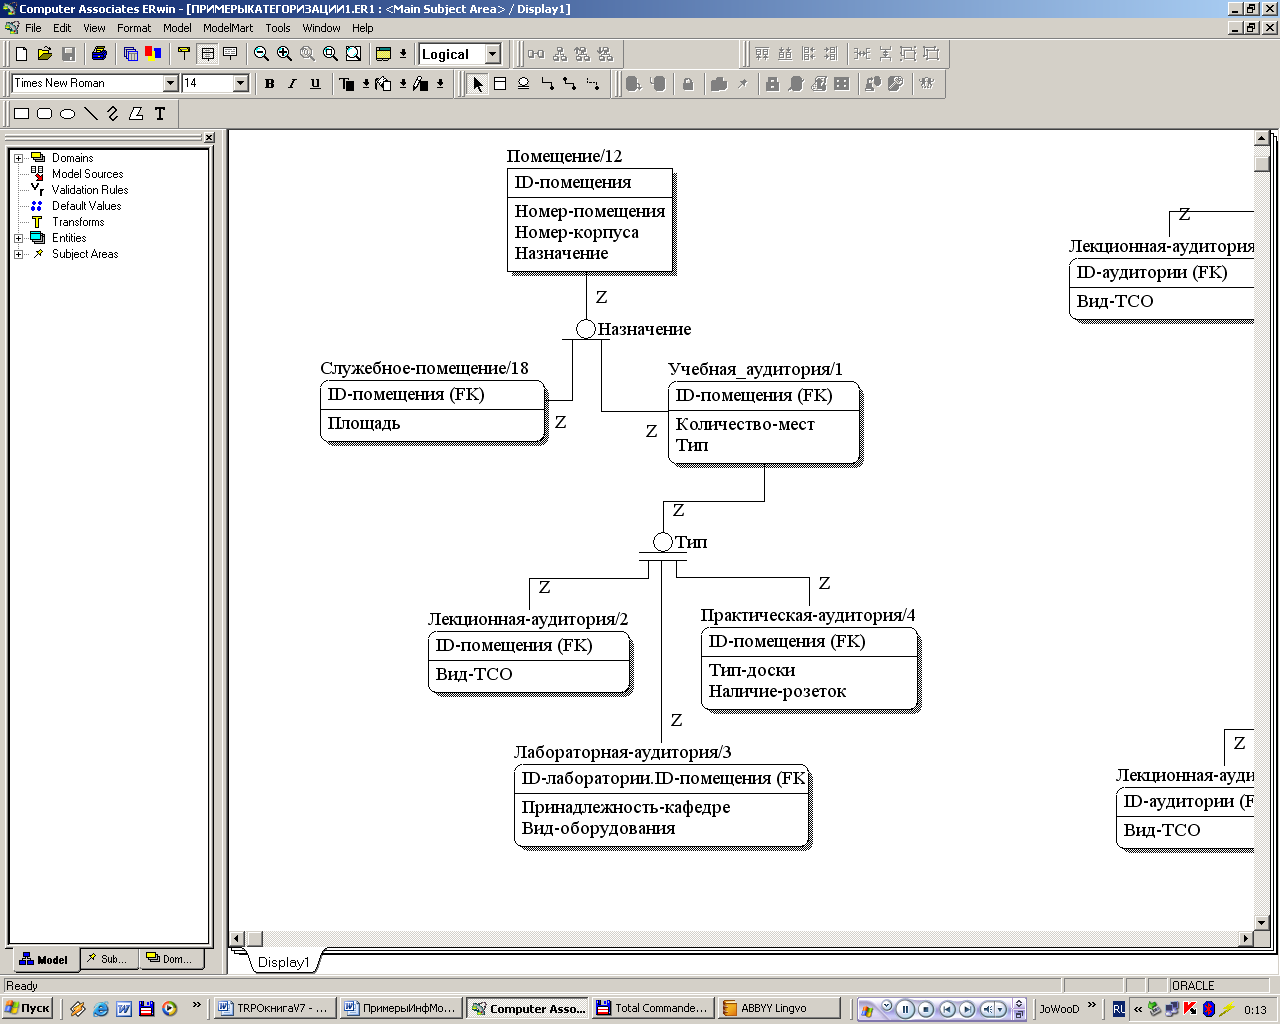 Computer Associates ERwin - [ПРИМЕРЫКАТЕГОРИЗАЦИИ1.ER1 : <Main Subject Area> / Display1]
File Edit View Format Model ModelMart Tools Window Help
Logical
Times New Roman 14 B I U
T
Domains
Model Sources
Validation Rules
Default Values
Transforms
Entities
Subject Areas
Помещение/12
ID-помещения
Номер-помещения
Номер-корпуса
Назначение
Z
Назначение
Служебное-помещение/18
ID-помещения (FK)
Площадь
Z
Учебная_аудитория/1
ID-помещения (FK)
Количество-мест
Тип
Z
Z
Тип
Z
Лекционная-аудитория/2
ID-помещения (FK)
Вид-ТСО
Z
Практическая-аудитория/4
ID-помещения (FK)
Тип-доски
Наличие-розеток
Z
Лабораторная-аудитория/3
ID-лаборатории.ID-помещения (FK
Принадлежность-кафедре
Вид-оборудования
Z
Лекционная-аудитория
ID-аудитории (FK)
Вид-ТСО
Z
Лекционная-ауди
ID-аудитории (F
Вид-ТСО
Model Sub... Dom...
Display1
Ready ORACLE
Пуск » TRPOкнигаV7 - ... ПримерыИнфМо... Computer Asso... Total Commande... ABBYY Lingvo JoWooD » RU « 0:13